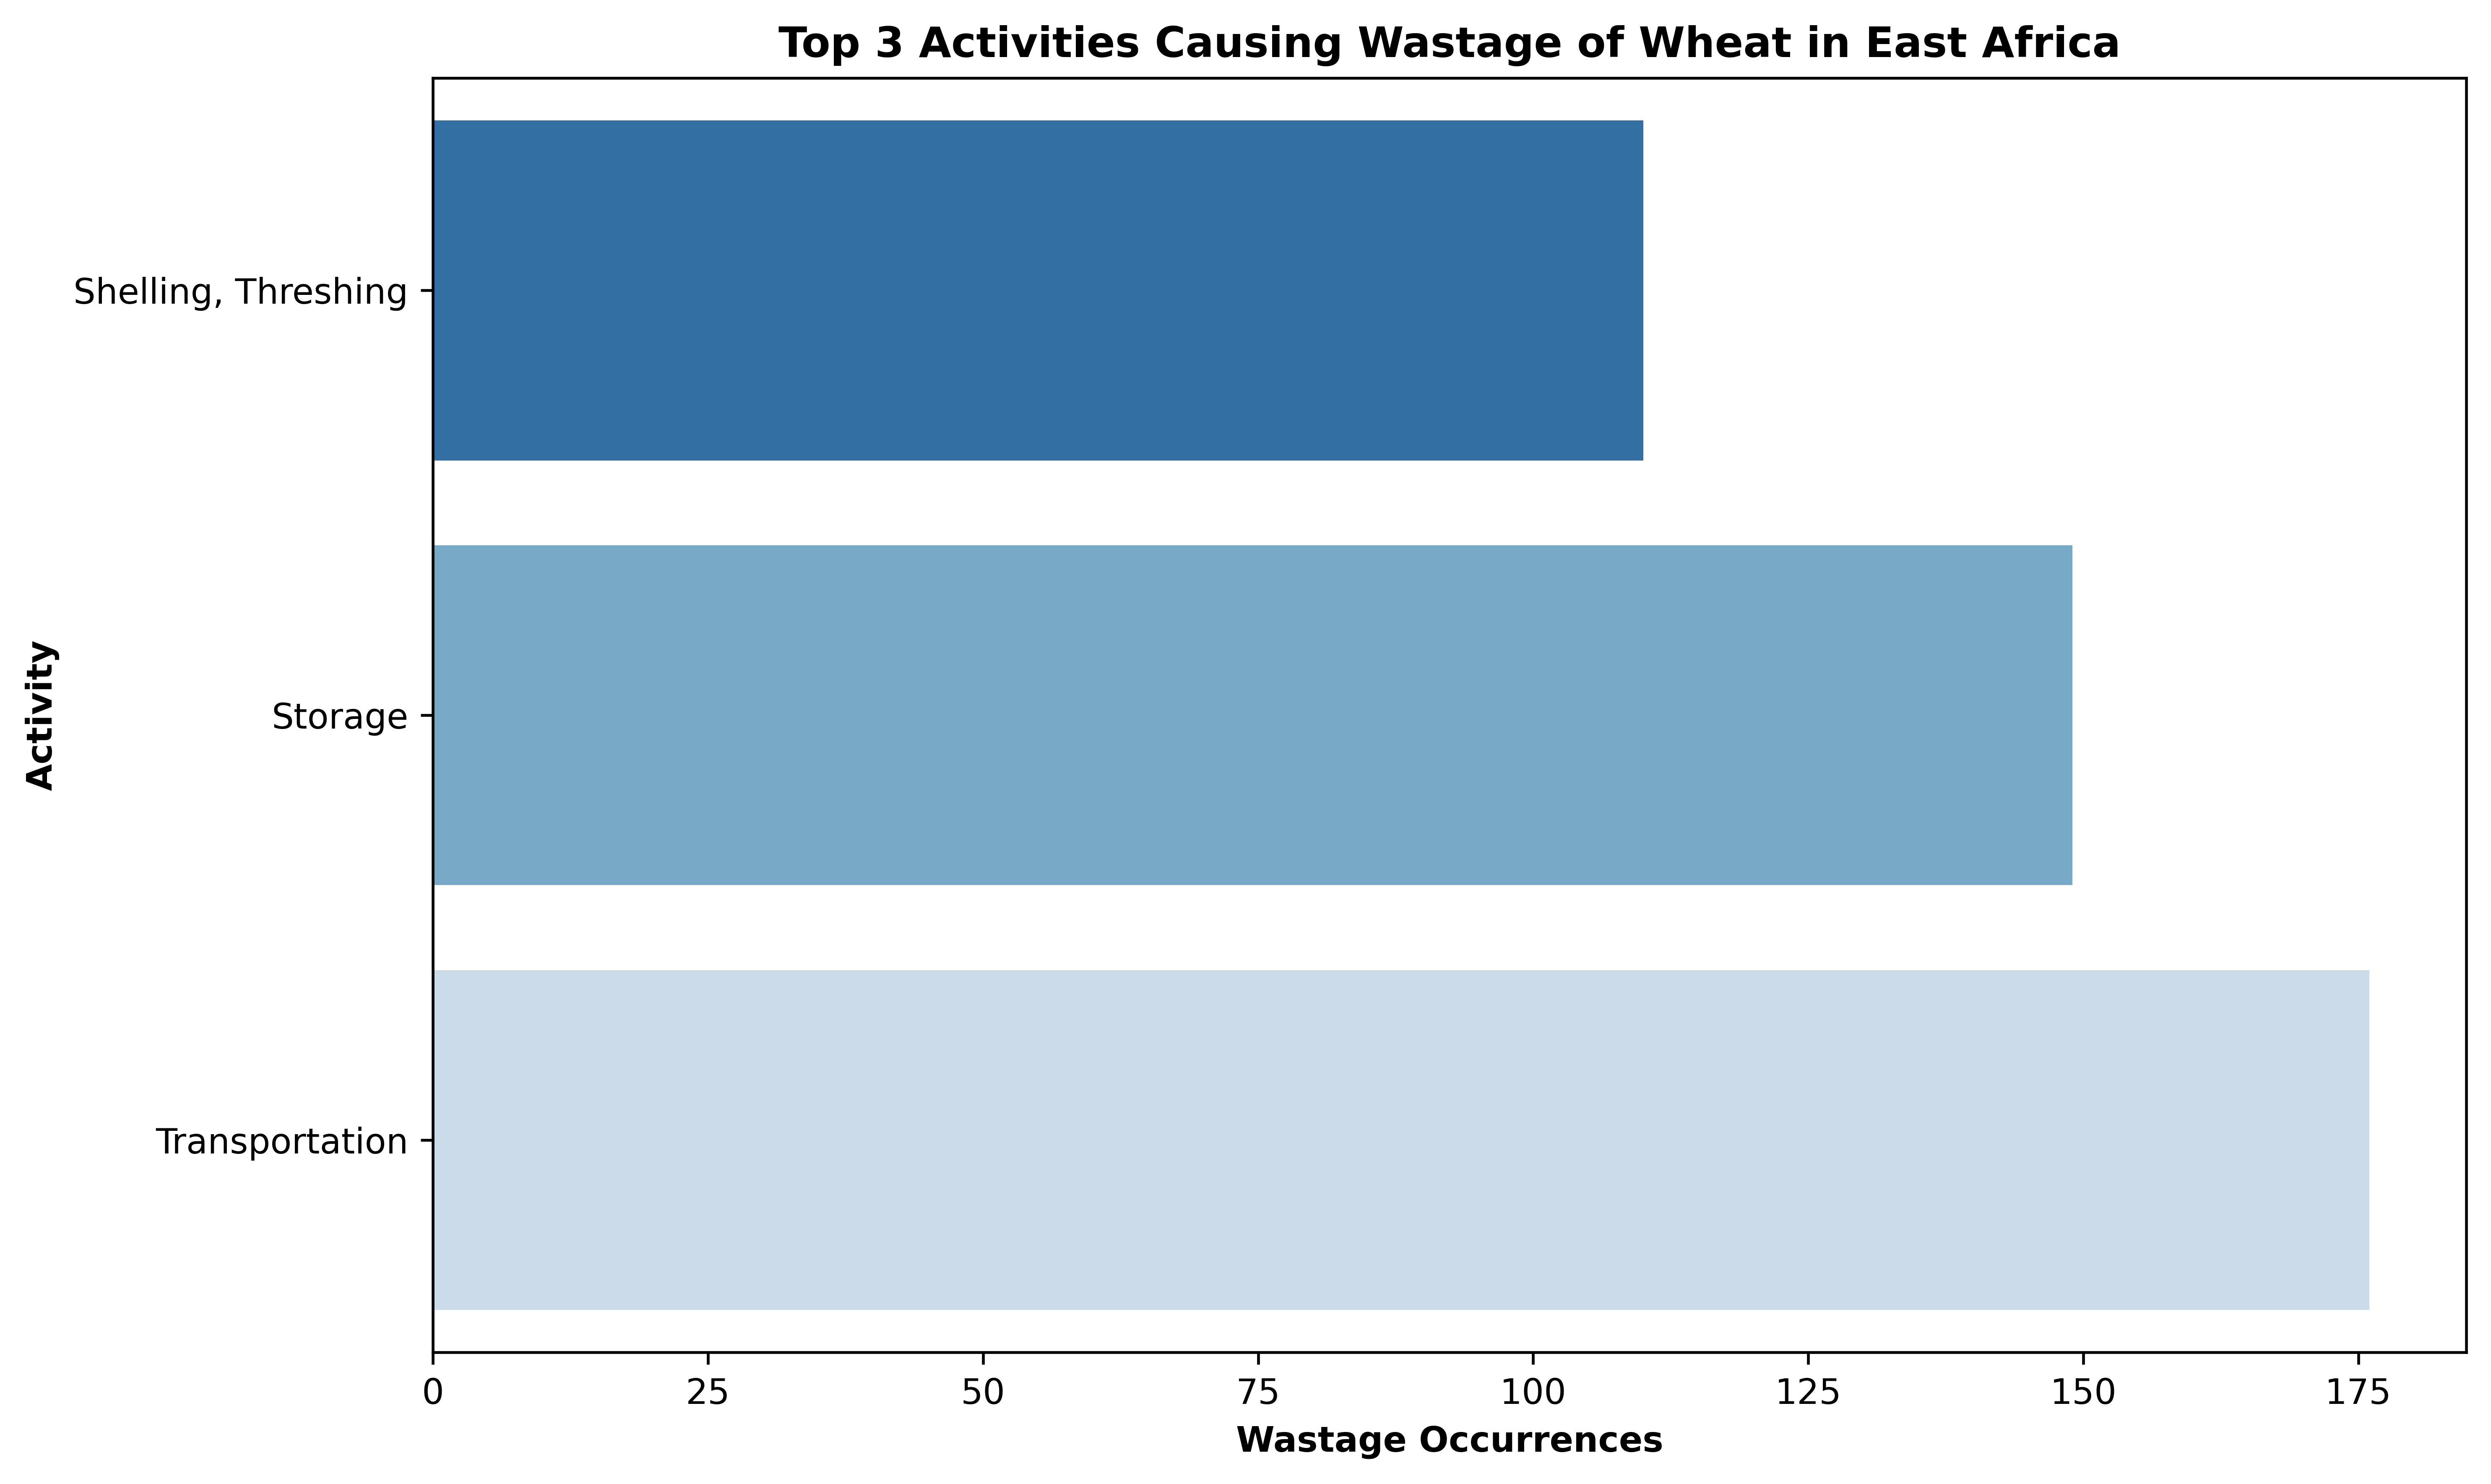 Top 3 Activities Causing Wastage of Wheat in East Africa
Activity
Shelling, Threshing
Storage
Transportation
0 25 50 75 100 125 150 175
Wastage Occurrences